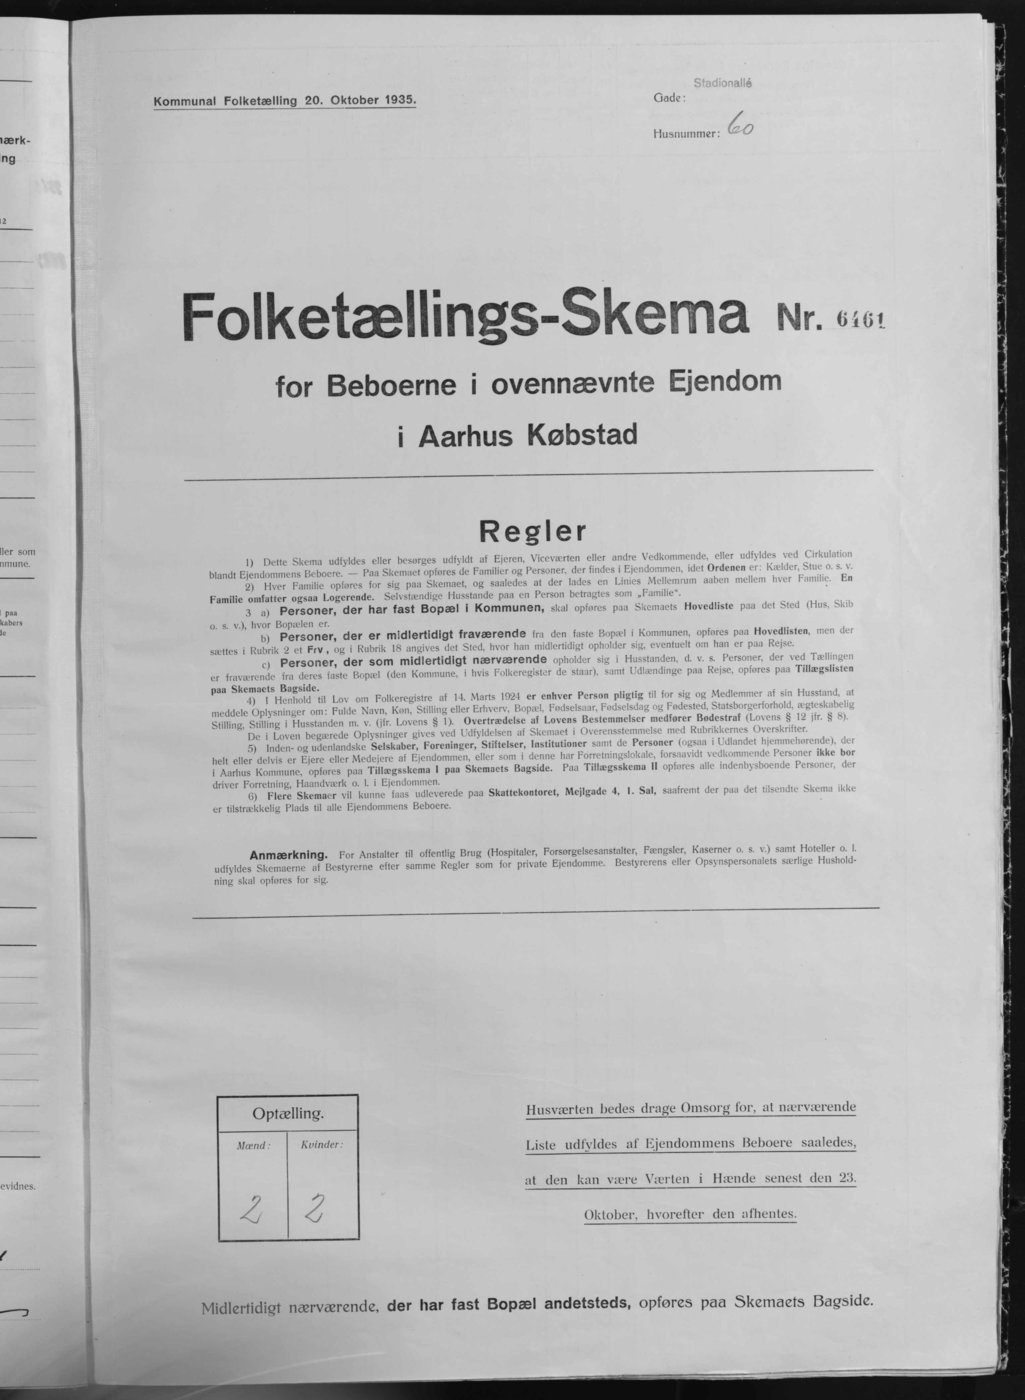 Kommunal Folketælling 20. Oktober 1935.
Stadionallé
Gade:
Husnummer: 60
Folketællings-Skema Nr. 6461
for Beboerne i ovennævnte Ejendom
i Aarhus Købstad
Regler
1) Dette Skema udfyldes eller besørges udfyldt af Ejeren, Viceværten eller andre Vedkommende, eller udfyldes ved Cirkulation
blandt Ejendommens Beboere. — Paa Skemaet opføres de Familier og Personer, der findes i Ejendommen, idet Ordenen er: Kælder, Stue o. s. v.
2) Hver Familie opføres for sig paa Skemaet, og saaledes at der lades en Linies Mellemrum aaben mellem hver Familie. En
Familie omfatter ogsaa Logerende. Selvstændige Husstande paa en Person betragtes som „Familie“.
3 a) Personer, der har fast Bopæl i Kommunen, skal opføres paa Skemaets Hovedliste paa det Sted (Hus, Skib
o. s. v.), hvor Bopælen er.
b) Personer, der er midlertidigt fraværende fra den faste Bopæl i Kommunen, opføres paa Hovedlisten, men der
sættes i Rubrik 2 et Frv., og i Rubrik 18 angives det Sted, hvor han midlertidigt opholder sig, eventuelt om han er paa Rejse.
c) Personer, der som midlertidigt nærværende opholder sig i Husstanden, d. v. s. Personer, der ved Tællingen
er fraværende fra deres faste Bopæl (den Kommune, i hvis Folkeregister de staar), samt Udlændinge paa Rejse, opføres paa Tillægslisten
paa Skemaets Bagside.
4) I Henhold til Lov om Folkeregistre af 14. Marts 1924 er enhver Person pligtig til for sig og Medlemmer af sin Husstand, at
meddele Oplysninger om: Fulde Navn, Køn, Stilling eller Erhverv, Bopæl, Fødselsaar, Fødselsdag og Fødested, Statsborgerforhold, ægteskabelig
Stilling, Stilling i Husstanden m. v. (jfr. Lovens § 1). Overtrædelse af Lovens Bestemmelser medfører Bødestraf (Lovens § 12 jfr. § 8).
De i Loven begærede Oplysninger gives ved Udfyldelsen af Skemaet i Overensstemmelse med Rubrikkernes Overskrifter.
5) Inden- og udenlandske Selskaber, Foreninger, Stiftelser, Institutioner samt de Personer (ogsaa i Udlandet hjemmehørende), der
helt eller delvis er Ejere eller Medejere af Ejendommen, eller som i denne har Forretningslokale, forsaavidt vedkommende Personer ikke bor
i Aarhus Kommune, opføres paa Tillægsskema I paa Skemaets Bagside. Paa Tillægsskema II opføres alle indenbysboende Personer, der
driver Forretning, Haandværk o. l. i Ejendommen.
6) Flere Skemaer vil kunne faas udleverede paa Skattekontoret, Mejlgade 4, 1. Sal, saafremt der paa det tilsendte Skema ikke
er tilstrækkelig Plads til alle Ejendommens Beboere.
Anmærkning. For Anstalter til offentlig Brug (Hospitaler, Forsørgelsesanstalter, Fængsler, Kaserner o. s. v.) samt Hoteller o. l.
udfyldes Skemaerne af Bestyrerne efter samme Regler som for private Ejendomme. Bestyrerens eller Opsynspersonalets særlige Hushold-
ning skal opføres for sig.
Optælling.
Mænd: Kvinder:
2 2
Husværten bedes drage Omsorg for, at nærværende
Liste udfyldes af Ejendommens Beboere saaledes,
at den kan være Værten i Hænde senest den 23.
Oktober, hvorefter den afhentes.
Midlertidigt nærværende, der har fast Bopæl andetsteds, opføres paa Skemaets Bagside.